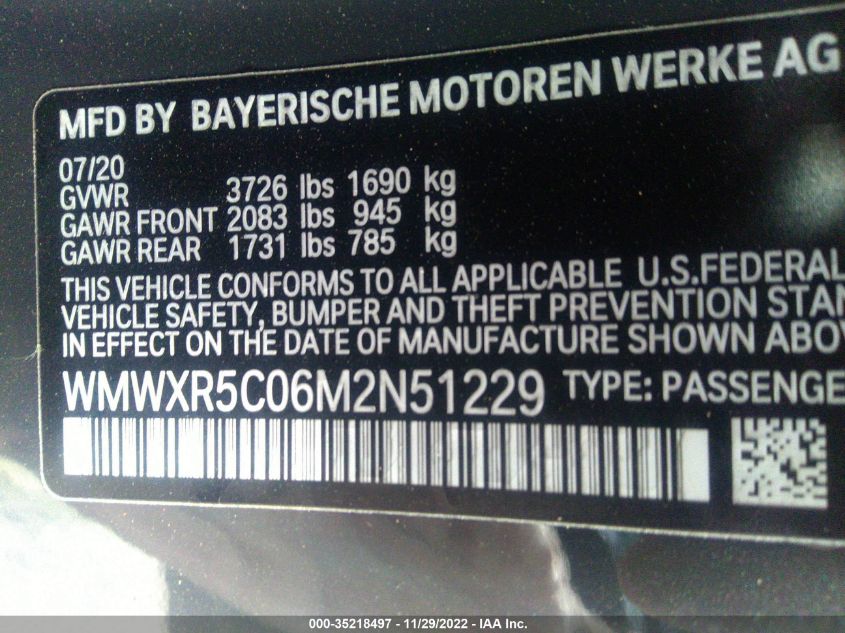 MFD BY BAYERISCHE MOTOREN WERKE AG
07/20
GVWR 3726 lbs 1690 kg
GAWR FRONT 2083 lbs 945 kg
GAWR REAR 1731 lbs 785 kg
THIS VEHICLE CONFORMS TO ALL APPLICABLE U.S.FEDERAL
VEHICLE SAFETY, BUMPER AND THEFT PREVENTION STAN
IN EFFECT ON THE DATE OF MANUFACTURE SHOWN ABO
WMWXR5C06M2N51229 TYPE: PASSENGE
000-35218497 - 11/29/2022 - IAA Inc.